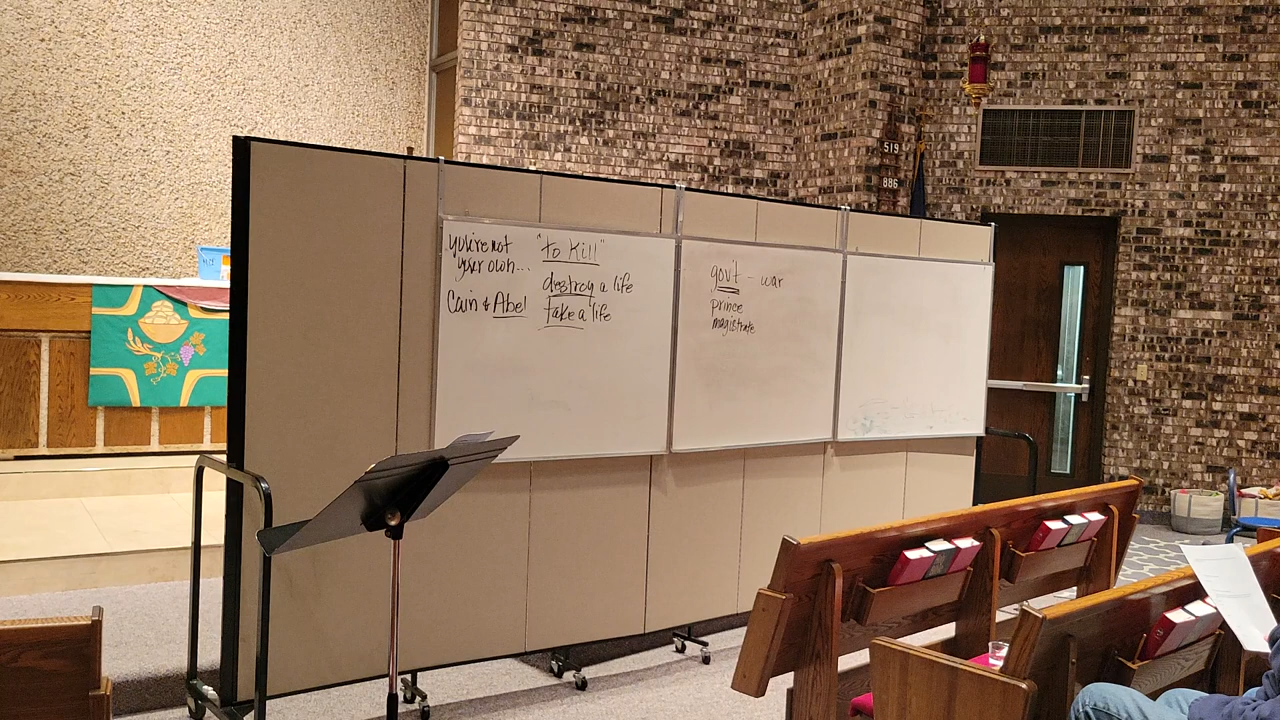 you're not
your own...
Cain & Abel
"to Kill"
destroy a life
take a life
gov't - war
prince
magistrate
519
886